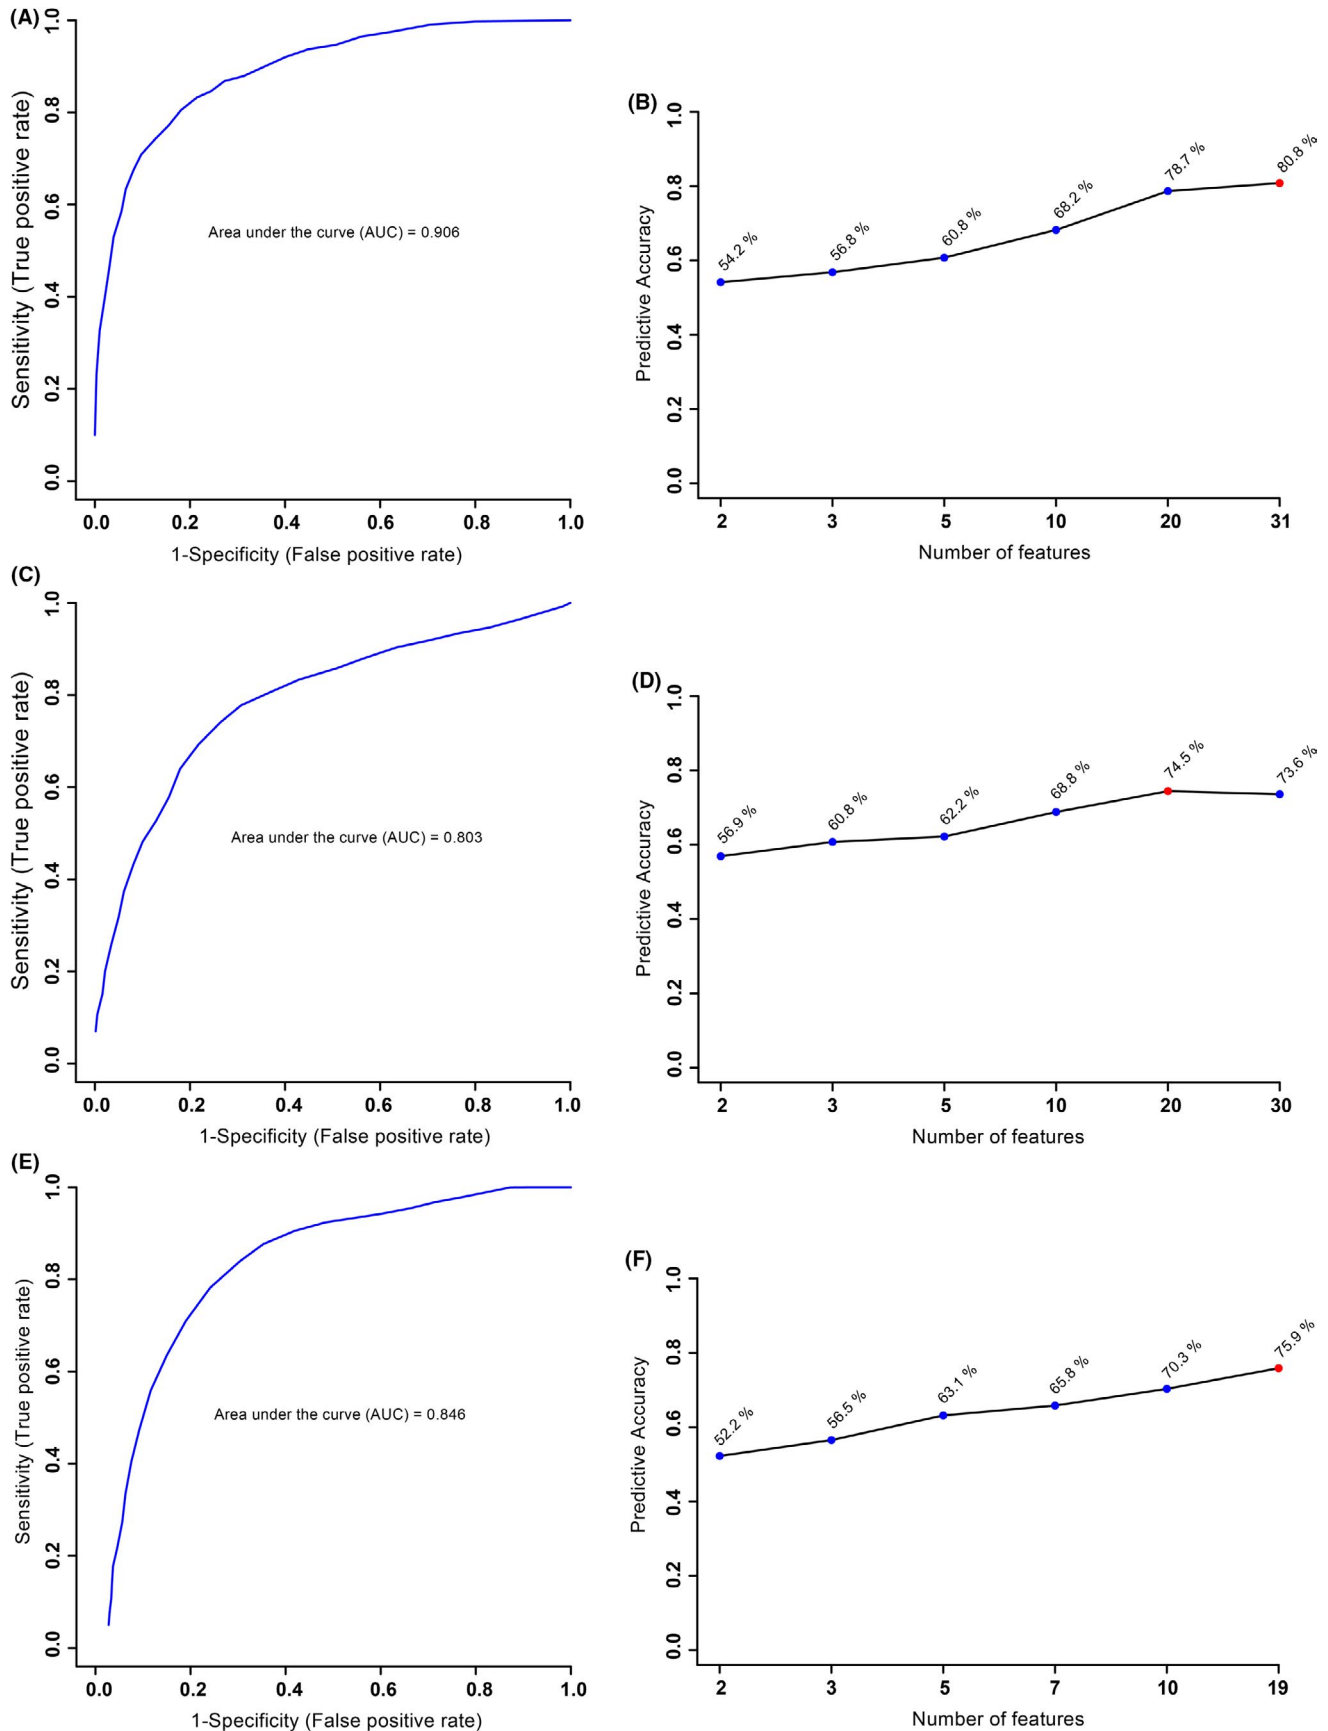 (A)
Sensitivity (True positive rate)
1.0
0.8
0.6
0.4
0.2
0.0
Area under the curve (AUC) = 0.906
0.0 0.2 0.4 0.6 0.8 1.0
1-Specificity (False positive rate)
(B)
Predictive Accuracy
1.0
0.8
0.6
0.4
0.2
0.0
54.2 %
56.8 %
60.8 %
68.2 %
78.7 %
80.8 %
2 3 5 10 20 31
Number of features
(C)
Sensitivity (True positive rate)
1.0
0.8
0.6
0.4
0.2
0.0
Area under the curve (AUC) = 0.803
0.0 0.2 0.4 0.6 0.8 1.0
1-Specificity (False positive rate)
(D)
Predictive Accuracy
1.0
0.8
0.6
0.4
0.2
0.0
56.9 %
60.8 %
62.2 %
68.8 %
74.5 %
73.6 %
2 3 5 10 20 30
Number of features
(E)
Sensitivity (True positive rate)
1.0
0.8
0.6
0.4
0.2
0.0
Area under the curve (AUC) = 0.846
0.0 0.2 0.4 0.6 0.8 1.0
1-Specificity (False positive rate)
(F)
Predictive Accuracy
1.0
0.8
0.6
0.4
0.2
0.0
52.2 %
56.5 %
63.1 %
65.8 %
70.3 %
75.9 %
2 3 5 7 10 19
Number of features